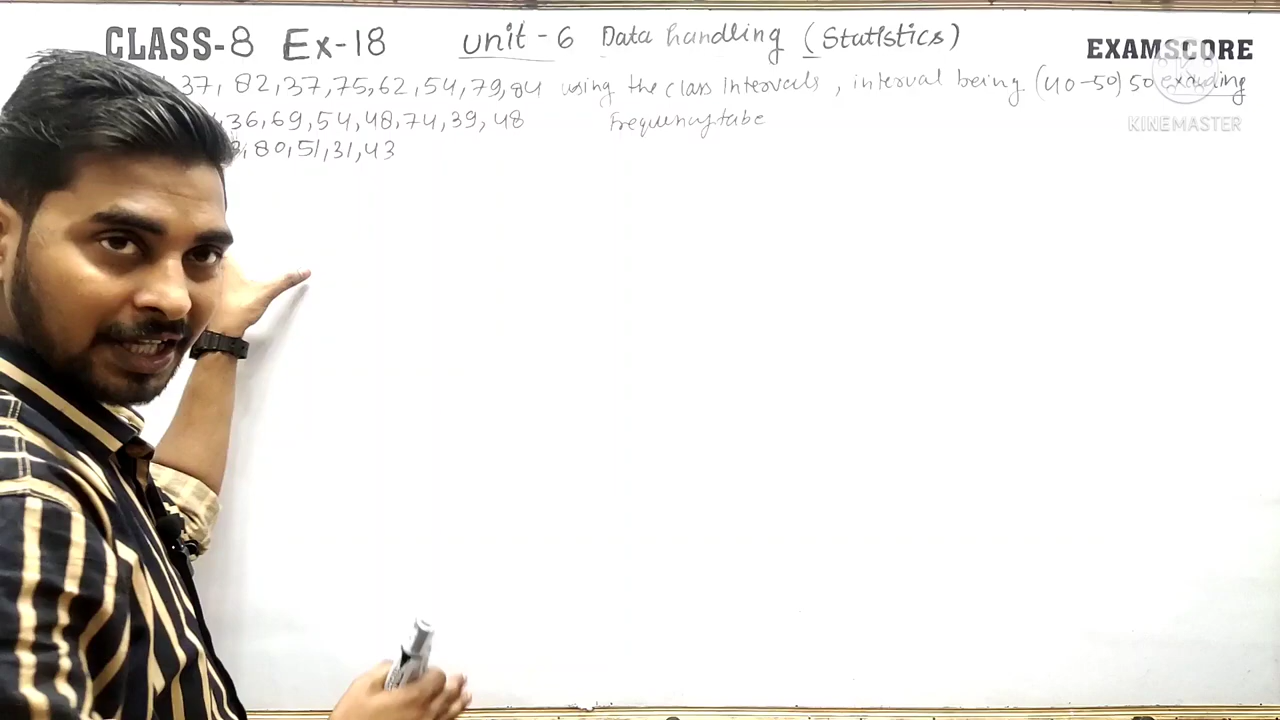 CLASS-8 Ex-18 Unit-6 Data handling (Statistics)
EXAMSCORE
37, 82, 37, 75, 62, 54, 79, 84 using the class Intervals, interval being (40-50) 50 exculding
KINEMASTER
, 36, 69, 54, 48, 74, 39, 48 Frequency tabe
, 80, 51, 31, 43